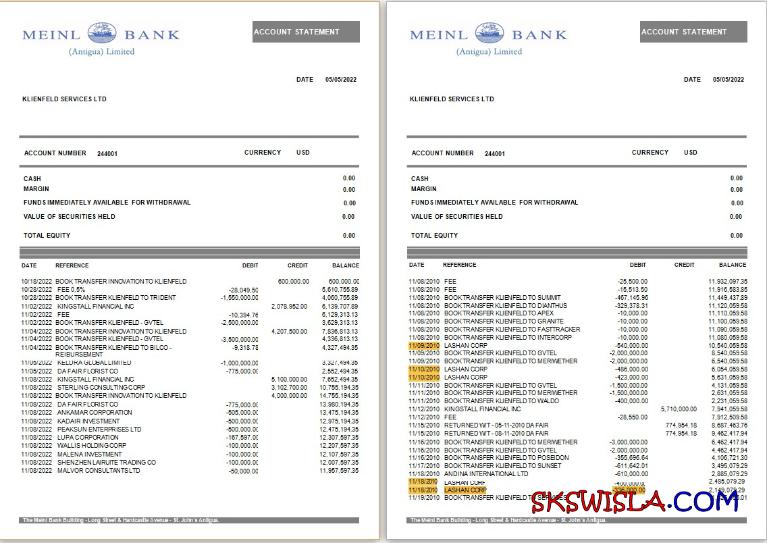 MEINL BANK
(Antigua) Limited
ACCOUNT STATEMENT
DATE 05/05/2022
KLIENFELD SERVICES LTD
ACCOUNT NUMBER 244001 CURRENCY USD
CASH 0.00
MARGIN 0.00
FUNDS IMMEDIATELY AVAILABLE FOR WITHDRAWAL 0.00
VALUE OF SECURITIES HELD 0.00
TOTAL EQUITY 0.00
DATE REFERENCE DEBIT CREDIT BALANCE
10/18/2022 BOOK TRANSFER INNOVATION TO KLIENFELD 600,000.00 600,000.00
10/28/2022 FEE 0.5% -28,049.50 5,610,755.89
10/28/2022 BOOK TRANSFER KLIENFELD TO TRIDENT -1,550,000.00 4,060,755.89
11/02/2022 KINGSTALL FINANCIAL INC 2,078,952.00 6,139,707.89
11/02/2022 FEE -10,394.76 6,129,313.13
11/02/2022 BOOK TRANSFER KLIENFELD - GVTEL -2,500,000.00 3,629,313.13
11/04/2022 BOOK TRANSFER INNOVATION TO KLIENFELD 4,207,500.00 7,836,813.13
11/04/2022 BOOK TRANSFER KLIENFELD - GVTEL -3,500,000.00 4,336,813.13
11/04/2022 BOOK TRANSFER KLIENFELD TO BILCO - -9,318.78 4,327,494.35
REIBURSEMENT
11/05/2022 KELDRA GLOBAL LIMITED -1,000,000.00 3,327,494.35
11/05/2022 DA FAIR FLORIST CO -775,000.00 2,552,494.35
11/08/2022 KINGSTALL FINANCIAL INC 5,100,000.00 7,652,494.35
11/08/2022 STERLING CONSULTING CORP 3,102,700.00 10,755,194.35
11/08/2022 BOOK TRANSFER INNOVATION TO KLIENFELD 4,000,000.00 14,755,194.35
11/08/2022 DA FAIR FLORIST CO -775,000.00 13,980,194.35
11/08/2022 ANKAMAR CORPORATION -505,000.00 13,475,194.35
11/08/2022 KADAIR INVESTMENT -500,000.00 12,975,194.35
11/08/2022 PEAKSUN ENTERPRISES LTD -500,000.00 12,475,194.35
11/08/2022 LUPA CORPORATION -167,597.00 12,307,597.35
11/08/2022 WALLIS HOLDING CORP -100,000.00 12,207,597.35
11/08/2022 MALENA INVESTMENT -100,000.00 12,107,597.35
11/08/2022 SHENZHEN LAIRUITE TRADING CO -100,000.00 12,007,597.35
11/08/2022 MALVOR CONSULTANTS LTD -50,000.00 11,957,597.35
The Meinl Bank Building - Long Street & Hardcastle Avenue - St. John's Antigua.
MEINL BANK
(Antigua) Limited
ACCOUNT STATEMENT
DATE 05/05/2022
KLIENFELD SERVICES LTD
ACCOUNT NUMBER 244001 CURRENCY USD
CASH 0.00
MARGIN 0.00
FUNDS IMMEDIATELY AVAILABLE FOR WITHDRAWAL 0.00
VALUE OF SECURITIES HELD 0.00
TOTAL EQUITY 0.00
DATE REFERENCE DEBIT CREDIT BALANCE
11/08/2010 FEE -25,500.00 11,932,097.35
11/08/2010 FEE -15,513.50 11,916,583.85
11/08/2010 BOOK TRANSFER KLIENFELD TO SUMMIT -467,145.96 11,449,437.89
11/08/2010 BOOK TRANSFER KLIENFELD TO DIANTHUS -329,378.31 11,120,059.58
11/08/2010 BOOK TRANSFER KLIENFELD TO APEX -10,000.00 11,110,059.58
11/08/2010 BOOK TRANSFER KLIENFELD TO GRANITE -10,000.00 11,100,059.58
11/08/2010 BOOK TRANSFER KLIENFELD TO FASTTRACKER -10,000.00 11,090,059.58
11/08/2010 BOOK TRANSFER KLIENFELD TO INTERCORP -10,000.00 11,080,059.58
11/09/2010 LASHAN CORP -540,000.00 10,540,059.58
11/09/2010 BOOK TRANSFER KLIENFELD TO GVTEL -2,000,000.00 8,540,059.58
11/09/2010 BOOK TRANSFER KLIENFELD TO MERIWETHER -2,000,000.00 6,540,059.58
11/10/2010 LASHAN CORP -486,000.00 6,054,059.58
11/10/2010 LASHAN CORP -423,000.00 5,631,059.58
11/11/2010 BOOK TRANSFER KLIENFELD TO GVTEL -1,500,000.00 4,131,059.58
11/11/2010 BOOK TRANSFER KLIENFELD TO MERIWETHER -1,500,000.00 2,631,059.58
11/11/2010 BOOK TRANSFER KLIENFELD TO WALDO -400,000.00 2,231,059.58
11/12/2010 KINGSTALL FINANCIAL INC 5,710,000.00 7,941,059.58
11/12/2010 FEE -28,550.00 7,912,509.58
11/15/2010 RETURNED W/T - 05-11-2010 DA FAIR 774,954.18 8,687,463.76
11/15/2010 RETURNED W/T - 08-11-2010 DA FAIR 774,954.18 9,462,417.94
11/16/2010 BOOK TRANSFER KLIENFELD TO MERIWETHER -3,000,000.00 6,462,417.94
11/16/2010 BOOK TRANSFER KLIENFELD TO GVTEL -2,000,000.00 4,462,417.94
11/16/2010 BOOK TRANSFER KLIENFELD TO POSEIDON -355,696.64 4,106,721.30
11/17/2010 BOOK TRANSFER KLIENFELD TO SUNSET -611,642.01 3,495,079.29
11/18/2010 ANDINA INTERNATIONAL LTD -610,000.00 2,885,079.29
11/18/2010 LASHAN CORP -400,000.00 2,485,079.29
11/18/2010 LASHAN CORP -336,000.00 2,149,079.29
11/19/2010 BOOK TRANSFER KLIENFELD TO
SKSWISLA.COM
The Meinl Bank Building - Long Street & Hardcastle Avenue - St. John's Antigua.